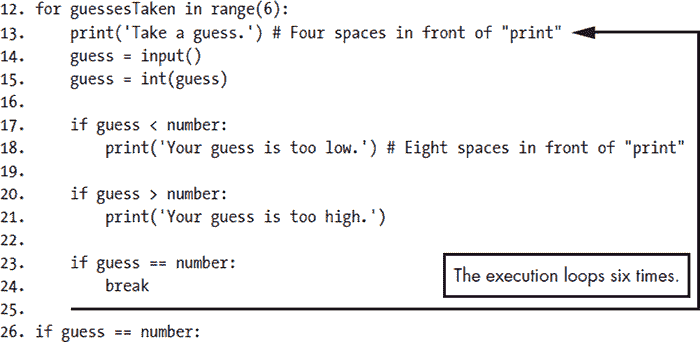 12. for guessesTaken in range(6):
13.     print('Take a guess.') # Four spaces in front of "print"
14.     guess = input()
15.     guess = int(guess)
16.
17.     if guess < number:
18.         print('Your guess is too low.') # Eight spaces in front of "print"
19.
20.     if guess > number:
21.         print('Your guess is too high.')
22.
23.     if guess == number:
24.         break
The execution loops six times.
25.
26. if guess == number: